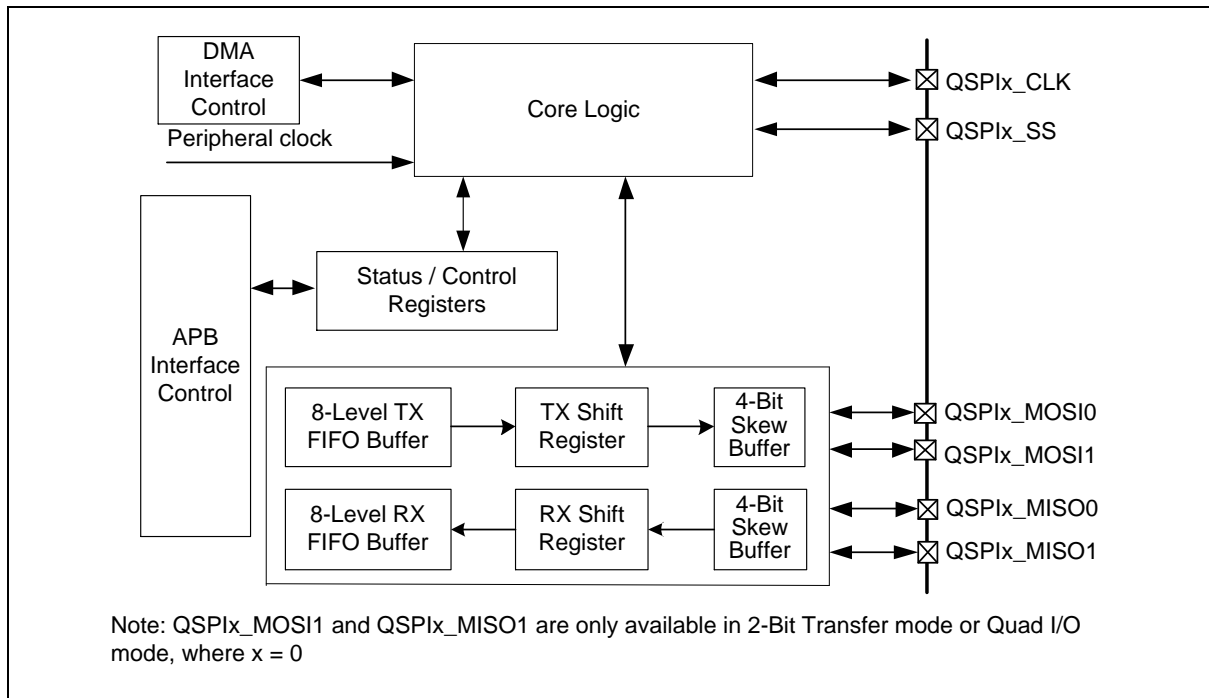 DMA
Interface
Control
Peripheral clock
Core Logic
QSPIx_CLK
QSPIx_SS
Status / Control
Registers
APB
Interface
Control
8-Level TX
FIFO Buffer
TX Shift
Register
4-Bit
Skew
Buffer
8-Level RX
FIFO Buffer
RX Shift
Register
4-Bit
Skew
Buffer
QSPIx_MOSI0
QSPIx_MOSI1
QSPIx_MISO0
QSPIx_MISO1
Note: QSPIx_MOSI1 and QSPIx_MISO1 are only available in 2-Bit Transfer mode or Quad I/O
mode, where x = 0